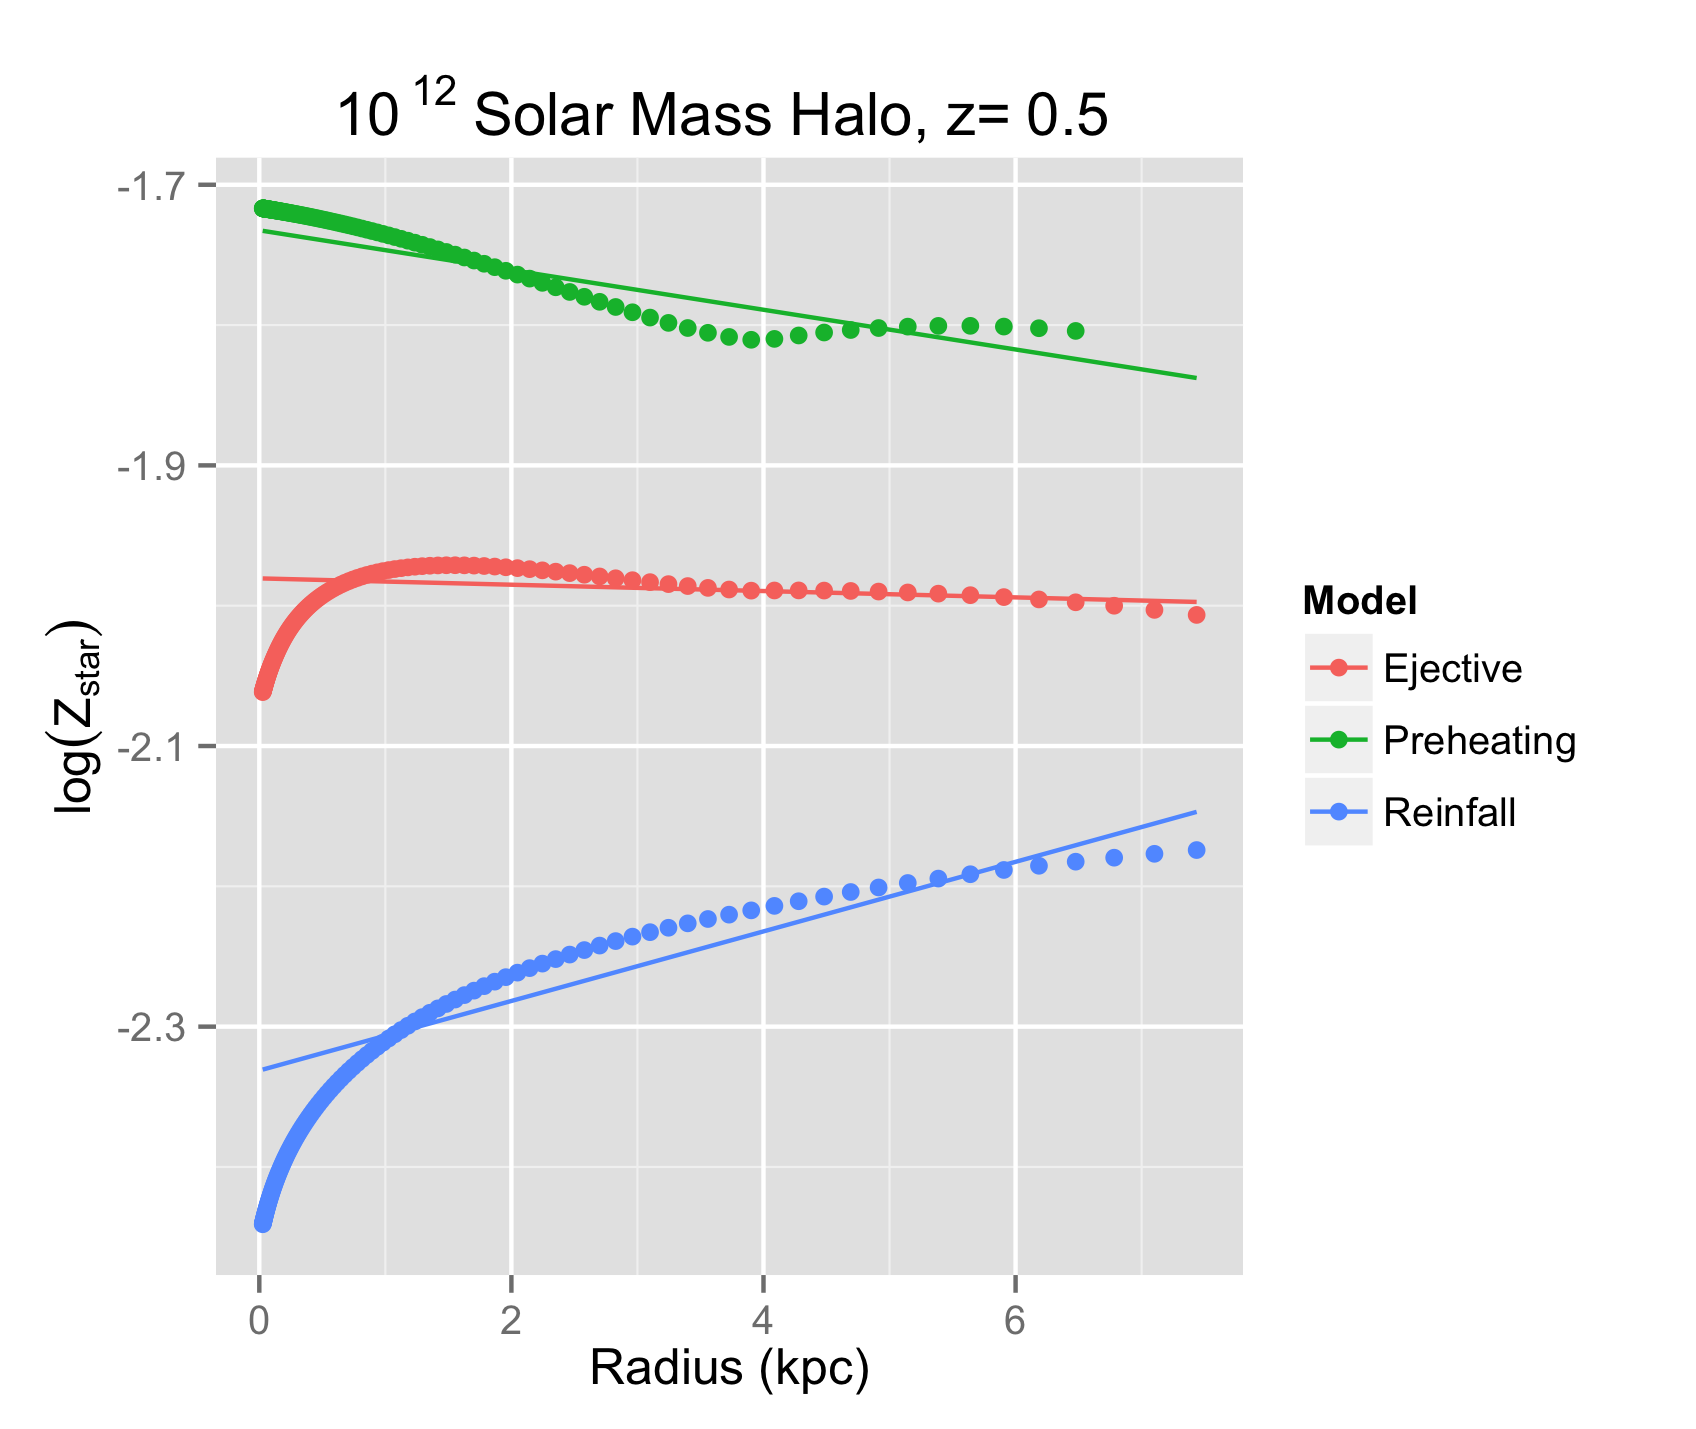 10 12 Solar Mass Halo, z= 0.5
log(Zstar)
-1.7
-1.9
-2.1
-2.3
0 2 4 6
Radius (kpc)
Model
Ejective
Preheating
Reinfall